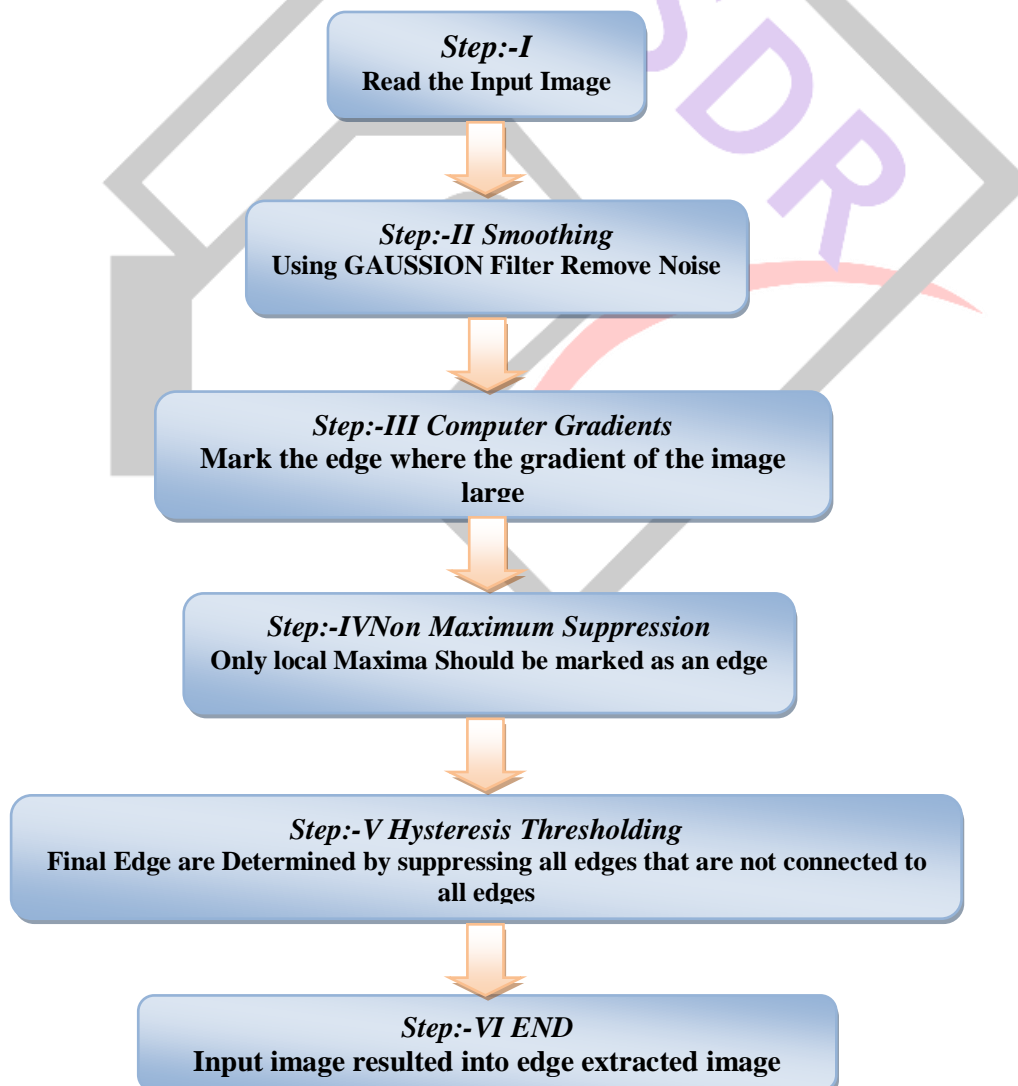 SDR
Step:-I
Read the Input Image
Step:-II Smoothing
Using GAUSSION Filter Remove Noise
Step:-III Computer Gradients
Mark the edge where the gradient of the image
large
Step:-IVNon Maximum Suppression
Only local Maxima Should be marked as an edge
Step:-V Hysteresis Thresholding
Final Edge are Determined by suppressing all edges that are not connected to
all edges
Step:-VI END
Input image resulted into edge extracted image